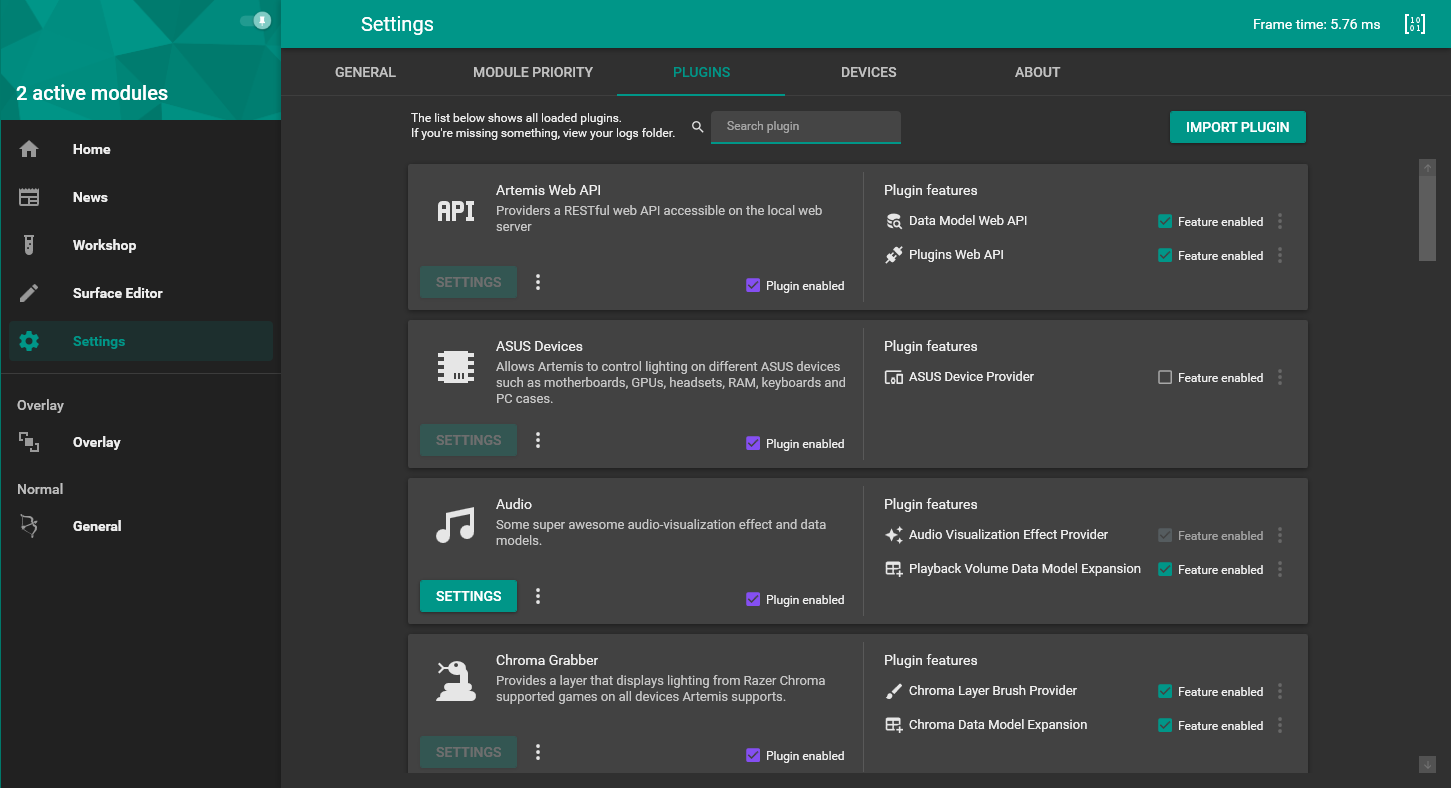 2 active modules
Home
News
Workshop
Surface Editor
Settings
Overlay
Overlay
Normal
General
Settings
Frame time: 5.76 ms
GENERAL
MODULE PRIORITY
PLUGINS
DEVICES
ABOUT
The list below shows all loaded plugins.
If you're missing something, view your logs folder.
Search plugin
IMPORT PLUGIN
API
Artemis Web API
Providers a RESTful web API accessible on the local web
server
SETTINGS
Plugin enabled
Plugin features
Data Model Web API
Feature enabled
Plugins Web API
Feature enabled
ASUS Devices
Allows Artemis to control lighting on different ASUS devices
such as motherboards, GPUs, headsets, RAM, keyboards and
PC cases.
SETTINGS
Plugin enabled
Plugin features
ASUS Device Provider
Feature enabled
Audio
Some super awesome audio-visualization effect and data
models.
SETTINGS
Plugin enabled
Plugin features
Audio Visualization Effect Provider
Feature enabled
Playback Volume Data Model Expansion
Feature enabled
Chroma Grabber
Provides a layer that displays lighting from Razer Chroma
supported games on all devices Artemis supports.
SETTINGS
Plugin enabled
Plugin features
Chroma Layer Brush Provider
Feature enabled
Chroma Data Model Expansion
Feature enabled